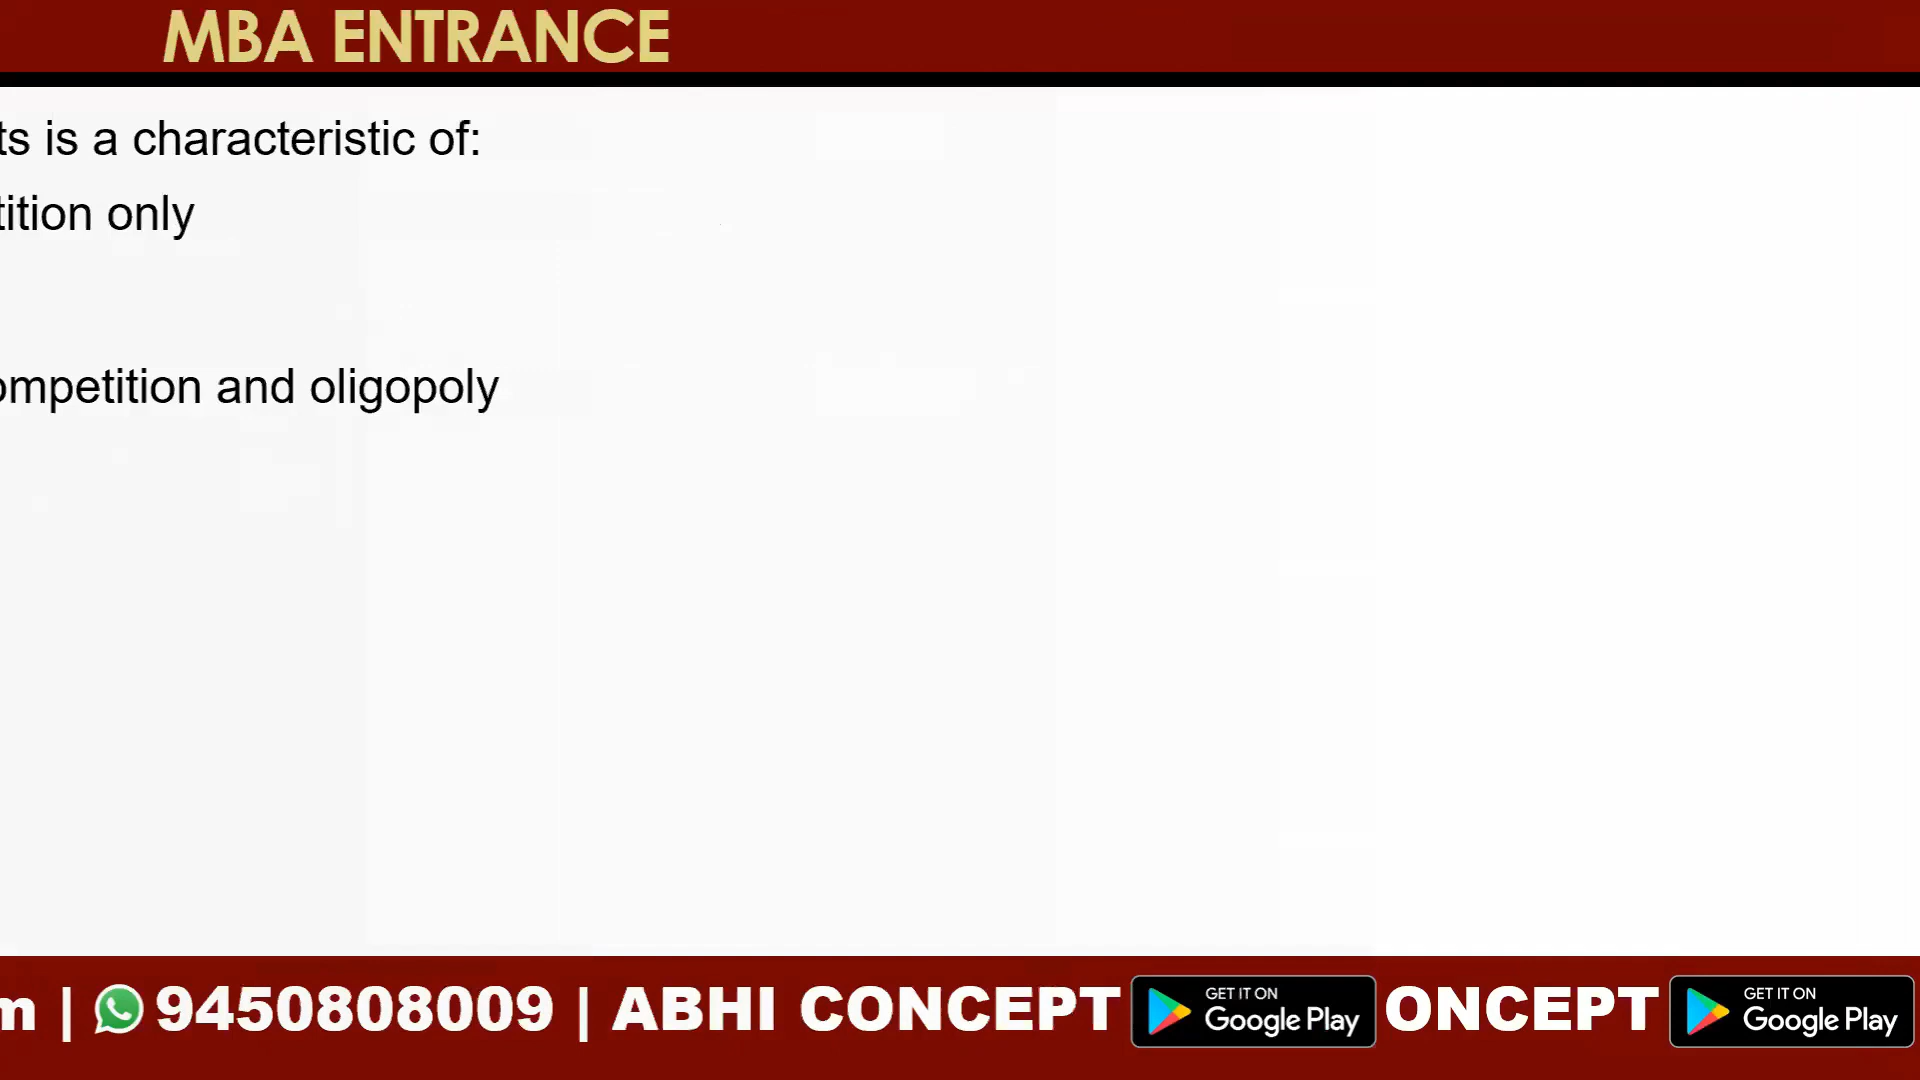 MBA ENTRANCE
ts is a characteristic of:
tition only
ompetition and oligopoly
m | 9450808009 | ABHI CONCEPT GET IT ON Google Play ONCEPT GET IT ON Google Play